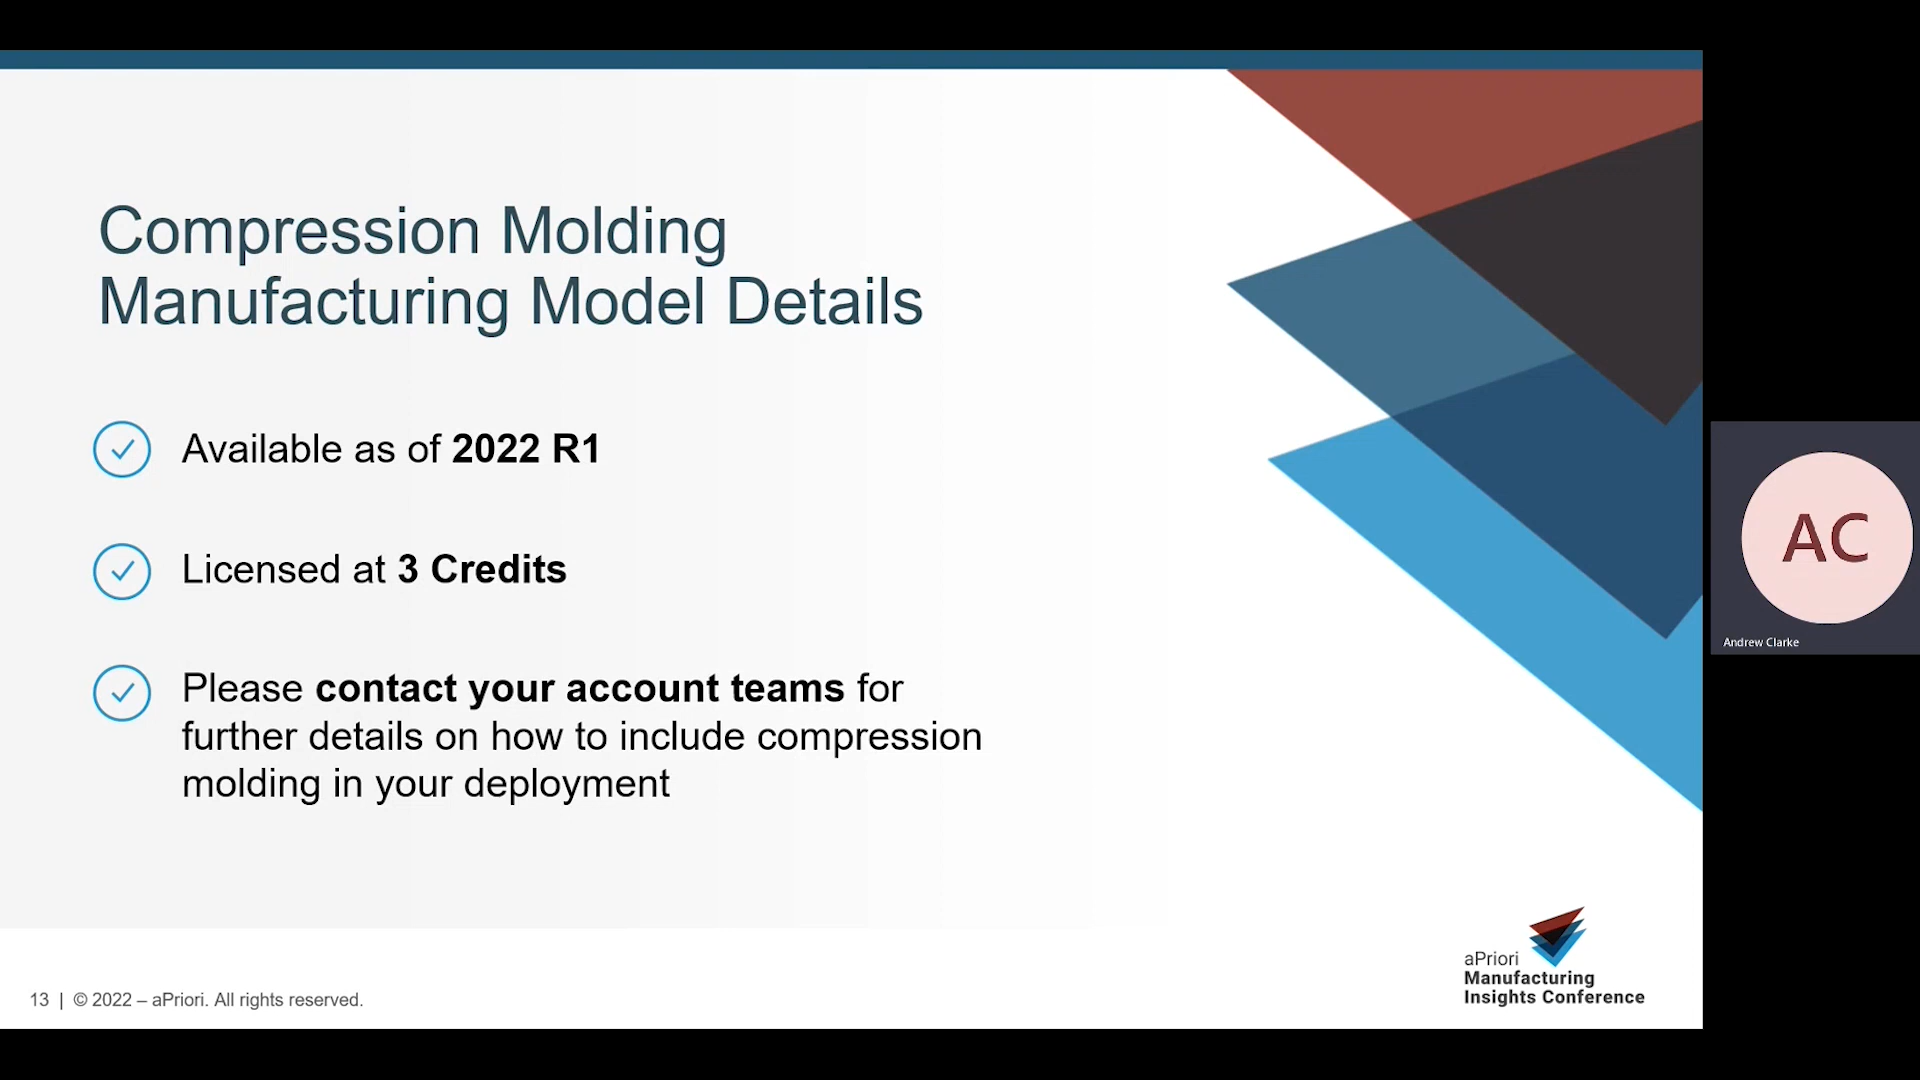 Compression Molding
Manufacturing Model Details
Available as of 2022 R1
Licensed at 3 Credits
Please contact your account teams for
further details on how to include compression
molding in your deployment
AC
Andrew Clarke
aPriori
Manufacturing
Insights Conference
13 | © 2022 – aPriori. All rights reserved.